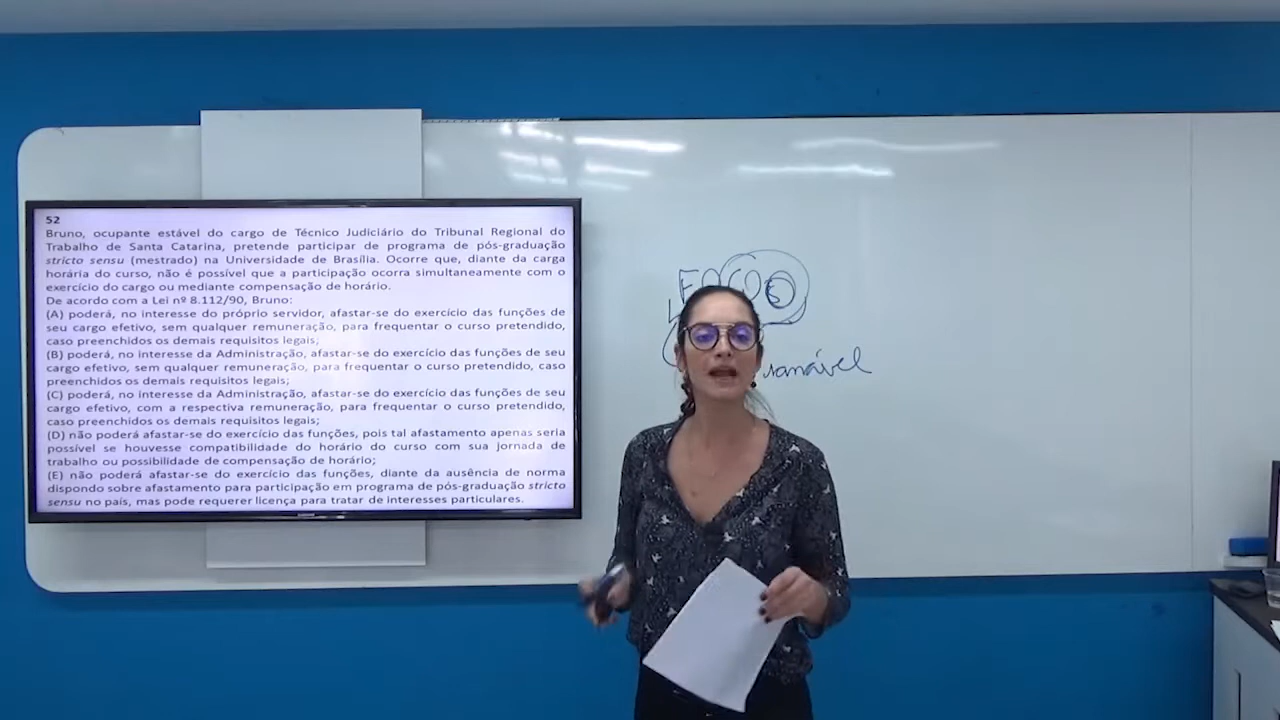 52
Bruno, ocupante estável do cargo de Técnico Judiciário do Tribunal Regional do
Trabalho de Santa Catarina, pretende participar de programa de pós-graduação
stricto sensu (mestrado) na Universidade de Brasília. Ocorre que, diante da carga
horária do curso, não é possível que a participação ocorra simultaneamente com o
exercício do cargo ou mediante compensação de horário.
De acordo com a Lei nº 8.112/90, Bruno:
(A) poderá, no interesse do próprio servidor, afastar-se do exercício das funções de
seu cargo efetivo, sem qualquer remuneração, para frequentar o curso pretendido,
caso preenchidos os demais requisitos legais;
(B) poderá, no interesse da Administração, afastar-se do exercício das funções de seu
cargo efetivo, sem qualquer remuneração, para frequentar o curso pretendido, caso
preenchidos os demais requisitos legais;
(C) poderá, no interesse da Administração, afastar-se do exercício das funções de seu
cargo efetivo, com a respectiva remuneração, para frequentar o curso pretendido,
caso preenchidos os demais requisitos legais;
(D) não poderá afastar-se do exercício das funções, pois tal afastamento apenas seria
possível se houvesse compatibilidade do horário do curso com sua jornada de
trabalho ou possibilidade de compensação de horário;
(E) não poderá afastar-se do exercício das funções, diante da ausência de norma
dispondo sobre afastamento para participação em programa de pós-graduação stricto
sensu no país, mas pode requerer licença para tratar de interesses particulares.
sanável